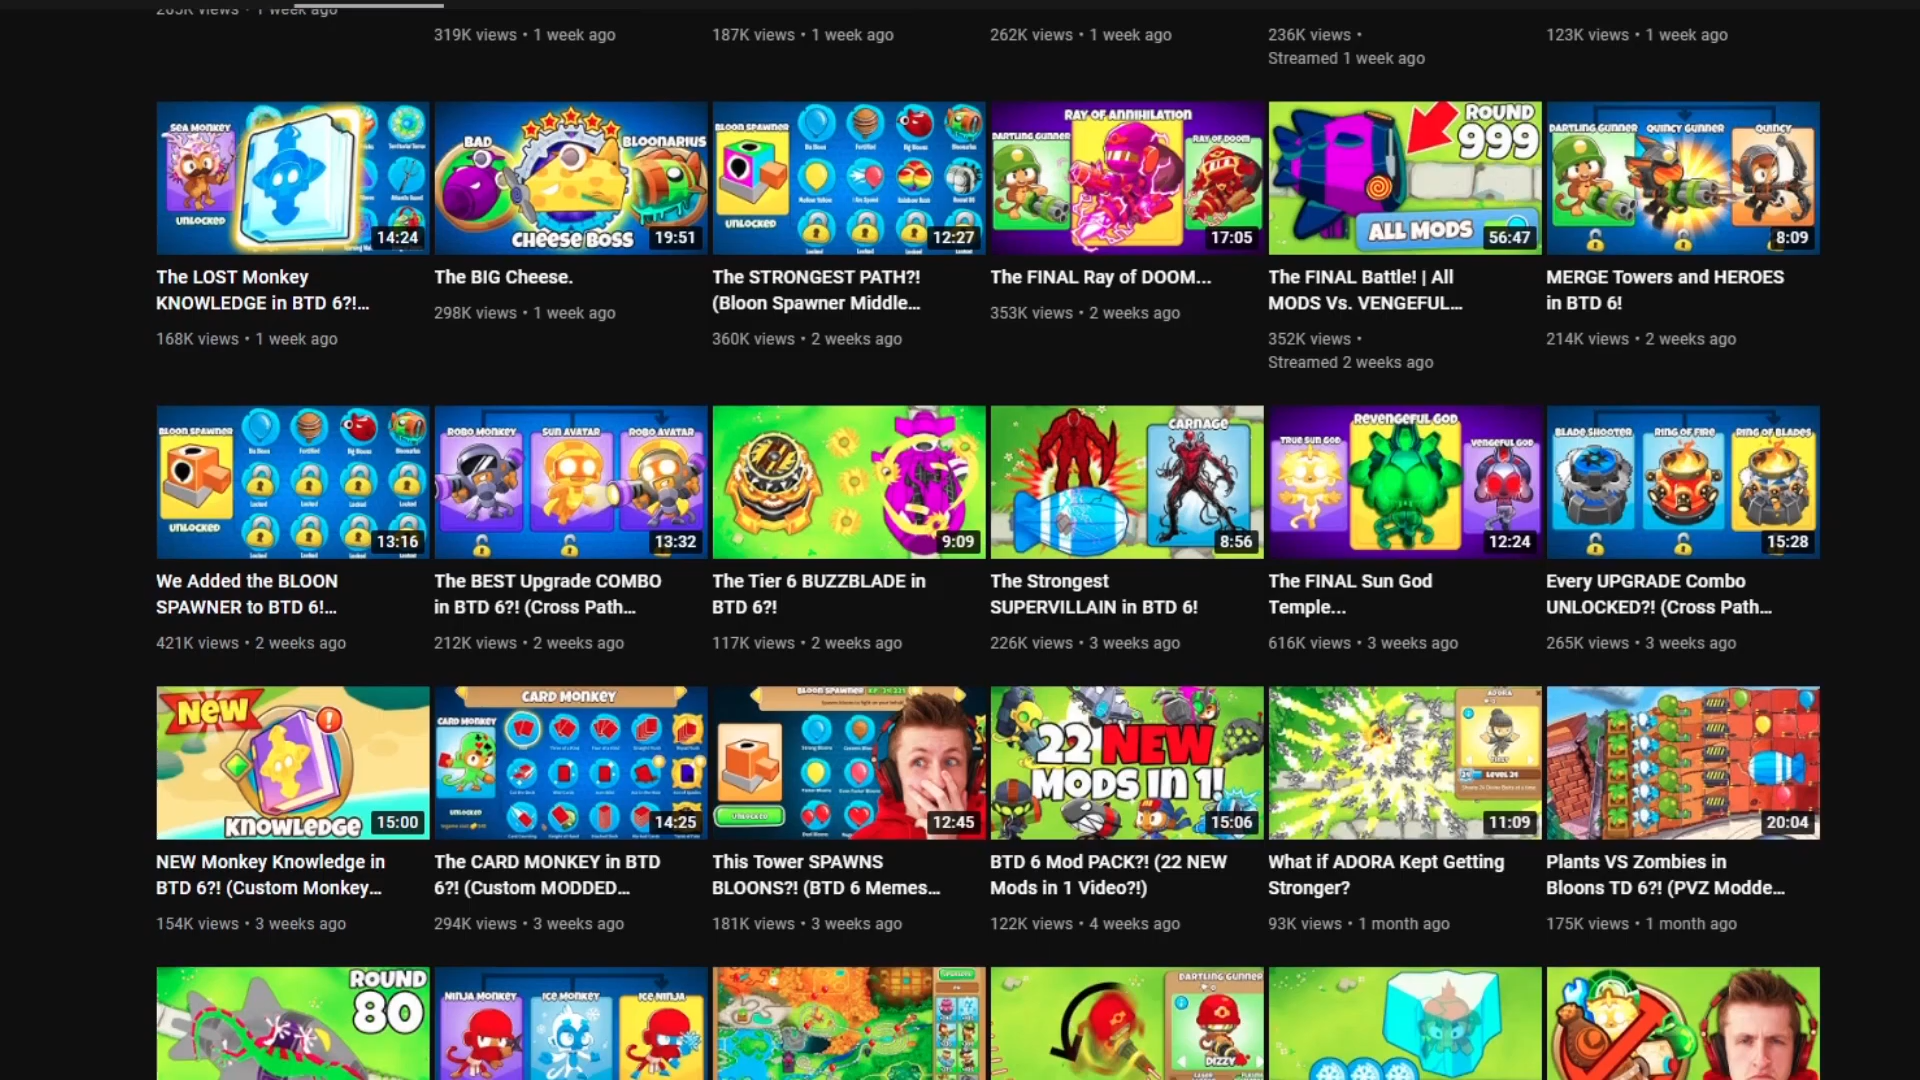 319K views • 1 week ago
187K views • 1 week ago
262K views • 1 week ago
236K views •
Streamed 1 week ago
123K views • 1 week ago
SEA MONKEY
UNLOCKED
14:24
BAD
BLOONARIUS
CHEESE BOSS
19:51
BLOON SPAWNER
UNLOCKED
12:27
DARTLING GUNNER
RAY OF ANNIHILATION
RAY OF DOOM
17:05
ROUND
999
ALL MODS
56:47
DARTLING GUNNER
QUINCY GUNNER
QUINCY
8:09
The LOST Monkey
KNOWLEDGE in BTD 6?!...
168K views • 1 week ago
The BIG Cheese.
298K views • 1 week ago
The STRONGEST PATH?!
(Bloon Spawner Middle...
360K views • 2 weeks ago
The FINAL Ray of DOOM...
353K views • 2 weeks ago
The FINAL Battle! | All
MODS Vs. VENGEFUL...
352K views •
Streamed 2 weeks ago
MERGE Towers and HEROES
in BTD 6!
214K views • 2 weeks ago
BLOON SPAWNER
UNLOCKED
13:16
ROBO MONKEY
SUN AVATAR
ROBO AVATAR
13:32
9:09
CARNAGE
8:56
TRUE SUN GOD
REVENGEFUL GOD
VENGEFUL GOD
12:24
BLADE SHOOTER
RING OF FIRE
RING OF BLADES
15:28
We Added the BLOON
SPAWNER to BTD 6!...
421K views • 2 weeks ago
The BEST Upgrade COMBO
in BTD 6?! (Cross Path...
212K views • 2 weeks ago
The Tier 6 BUZZBLADE in
BTD 6?!
117K views • 2 weeks ago
The Strongest
SUPERVILLAIN in BTD 6!
226K views • 3 weeks ago
The FINAL Sun God
Temple...
616K views • 3 weeks ago
Every UPGRADE Combo
UNLOCKED?! (Cross Path...
265K views • 3 weeks ago
New
KNOWLEDGE
15:00
CARD MONKEY
CARD MONKEY
UNLOCKED
14:25
BLOON SPAWNER
UNLOCKED
12:45
22 NEW
MODS IN 1!
15:06
ADORA
FIRST
LEVEL 21
11:09
20:04
NEW Monkey Knowledge in
BTD 6?! (Custom Monkey...
154K views • 3 weeks ago
The CARD MONKEY in BTD
6?! (Custom MODDED...
294K views • 3 weeks ago
This Tower SPAWNS
BLOONS?! (BTD 6 Memes...
181K views • 3 weeks ago
BTD 6 Mod PACK?! (22 NEW
Mods in 1 Video?!)
122K views • 4 weeks ago
What if ADORA Kept Getting
Stronger?
93K views • 1 month ago
Plants VS Zombies in
Bloons TD 6?! (PVZ Modde...
175K views • 1 month ago
ROUND
80
NINJA MONKEY
ICE MONKEY
ICE NINJA
DARTLING GUNNER
DIZZY